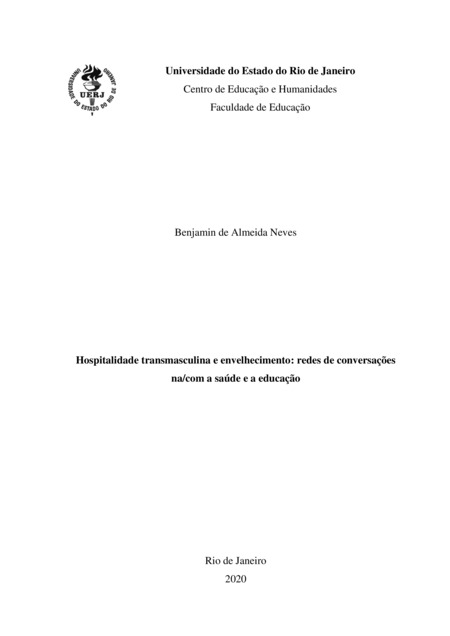 Universidade do Estado do Rio de Janeiro
Centro de Educação e Humanidades
Faculdade de Educação
UERJ
UNIVERSIDADE DO ESTADO DO RIO DE JANEIRO
Benjamin de Almeida Neves
Hospitalidade transmasculina e envelhecimento: redes de conversações
na/com a saúde e a educação
Rio de Janeiro
2020